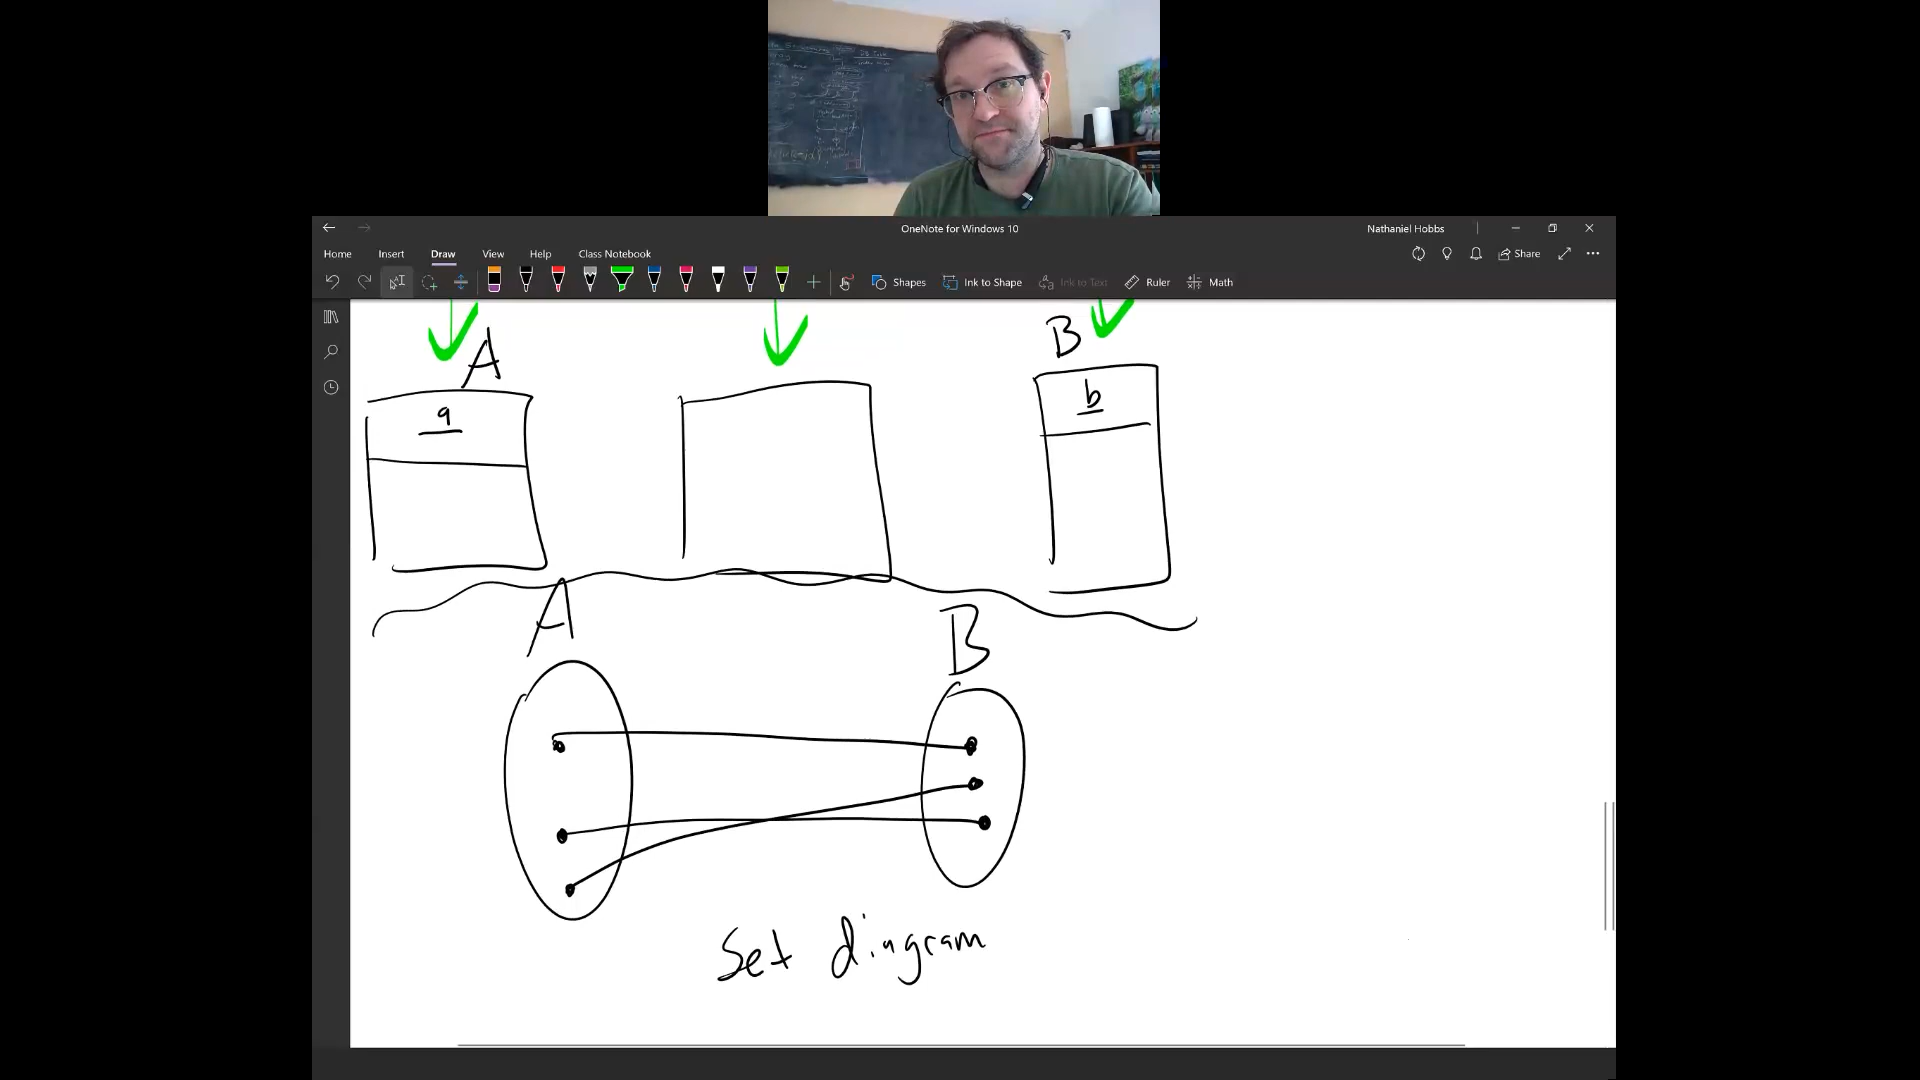 OneNote for Windows 10
Nathaniel Hobbs
Home Insert Draw View Help Class Notebook
Share
Shapes Ink to Shape Ink to Text Ruler Math
A
B
a
b
A
B
Set diagram